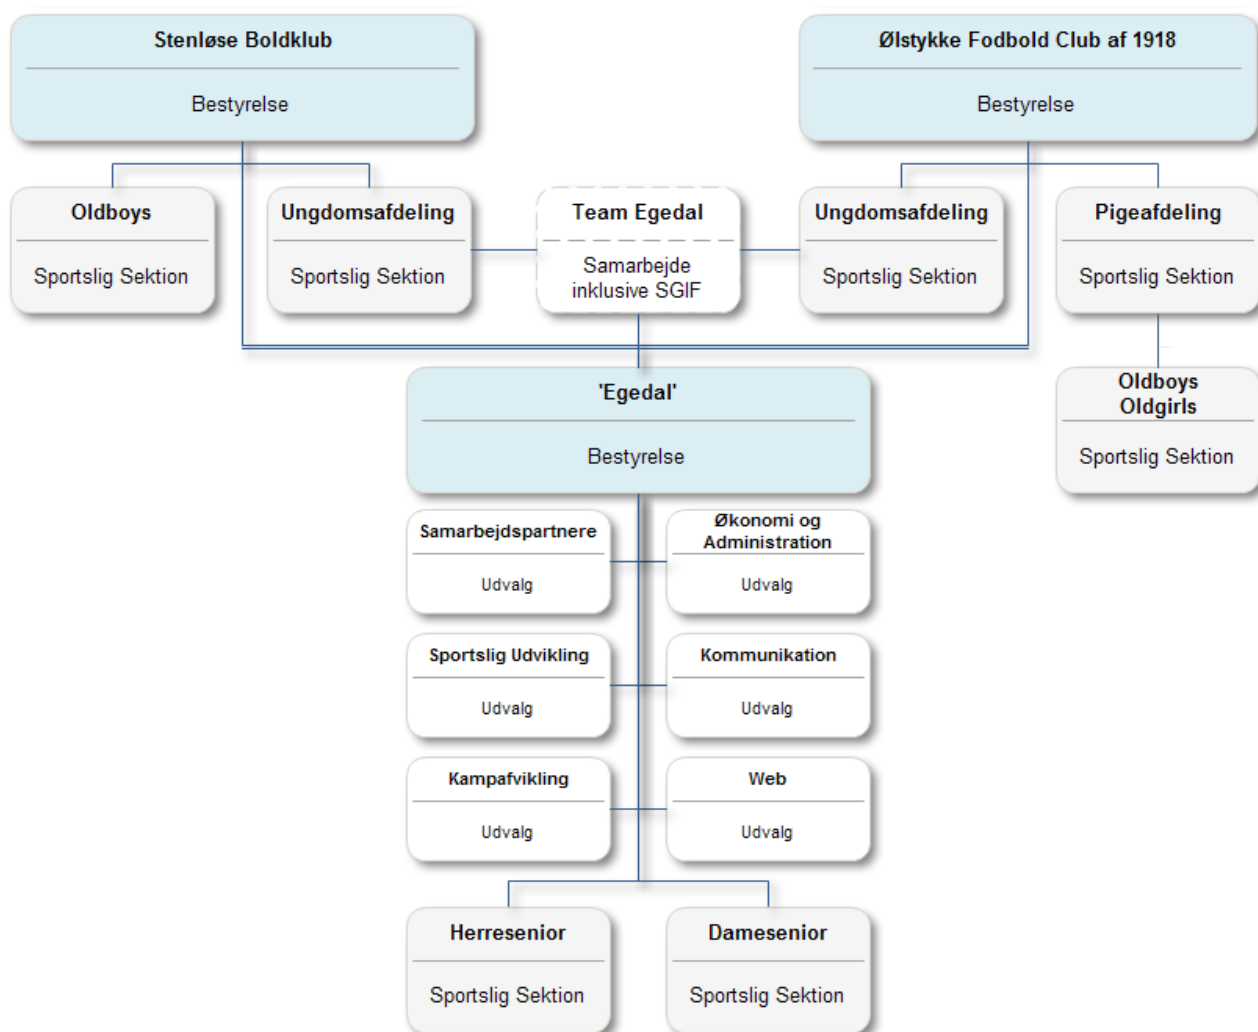 Stenløse Boldklub
Bestyrelse
Ølstykke Fodbold Club af 1918
Bestyrelse
Oldboys
Sportslig Sektion
Ungdomsafdeling
Sportslig Sektion
Team Egedal
Samarbejde
inklusive SGIF
Ungdomsafdeling
Sportslig Sektion
Pigeafdeling
Sportslig Sektion
'Egedal'
Bestyrelse
Oldboys
Oldgirls
Sportslig Sektion
Samarbejdspartnere
Udvalg
Økonomi og
Administration
Udvalg
Sportslig Udvikling
Udvalg
Kommunikation
Udvalg
Kampafvikling
Udvalg
Web
Udvalg
Herresenior
Sportslig Sektion
Damesenior
Sportslig Sektion